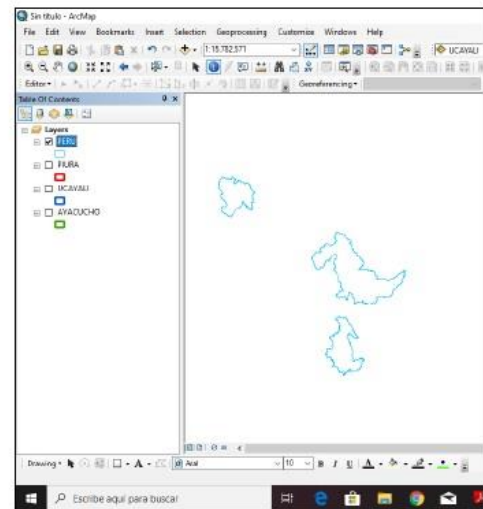 Sin título - ArcMap
File Edit View Bookmarks Insert Selection Geoprocessing Customize Windows Help
1:15.782.571
UCAYALI
Editor
Georeferencing
Table Of Contents
Layers
PERU
PIURA
UCAYALI
AYACUCHO
Drawing A Arial 10 B I U A
Escribe aquí para buscar